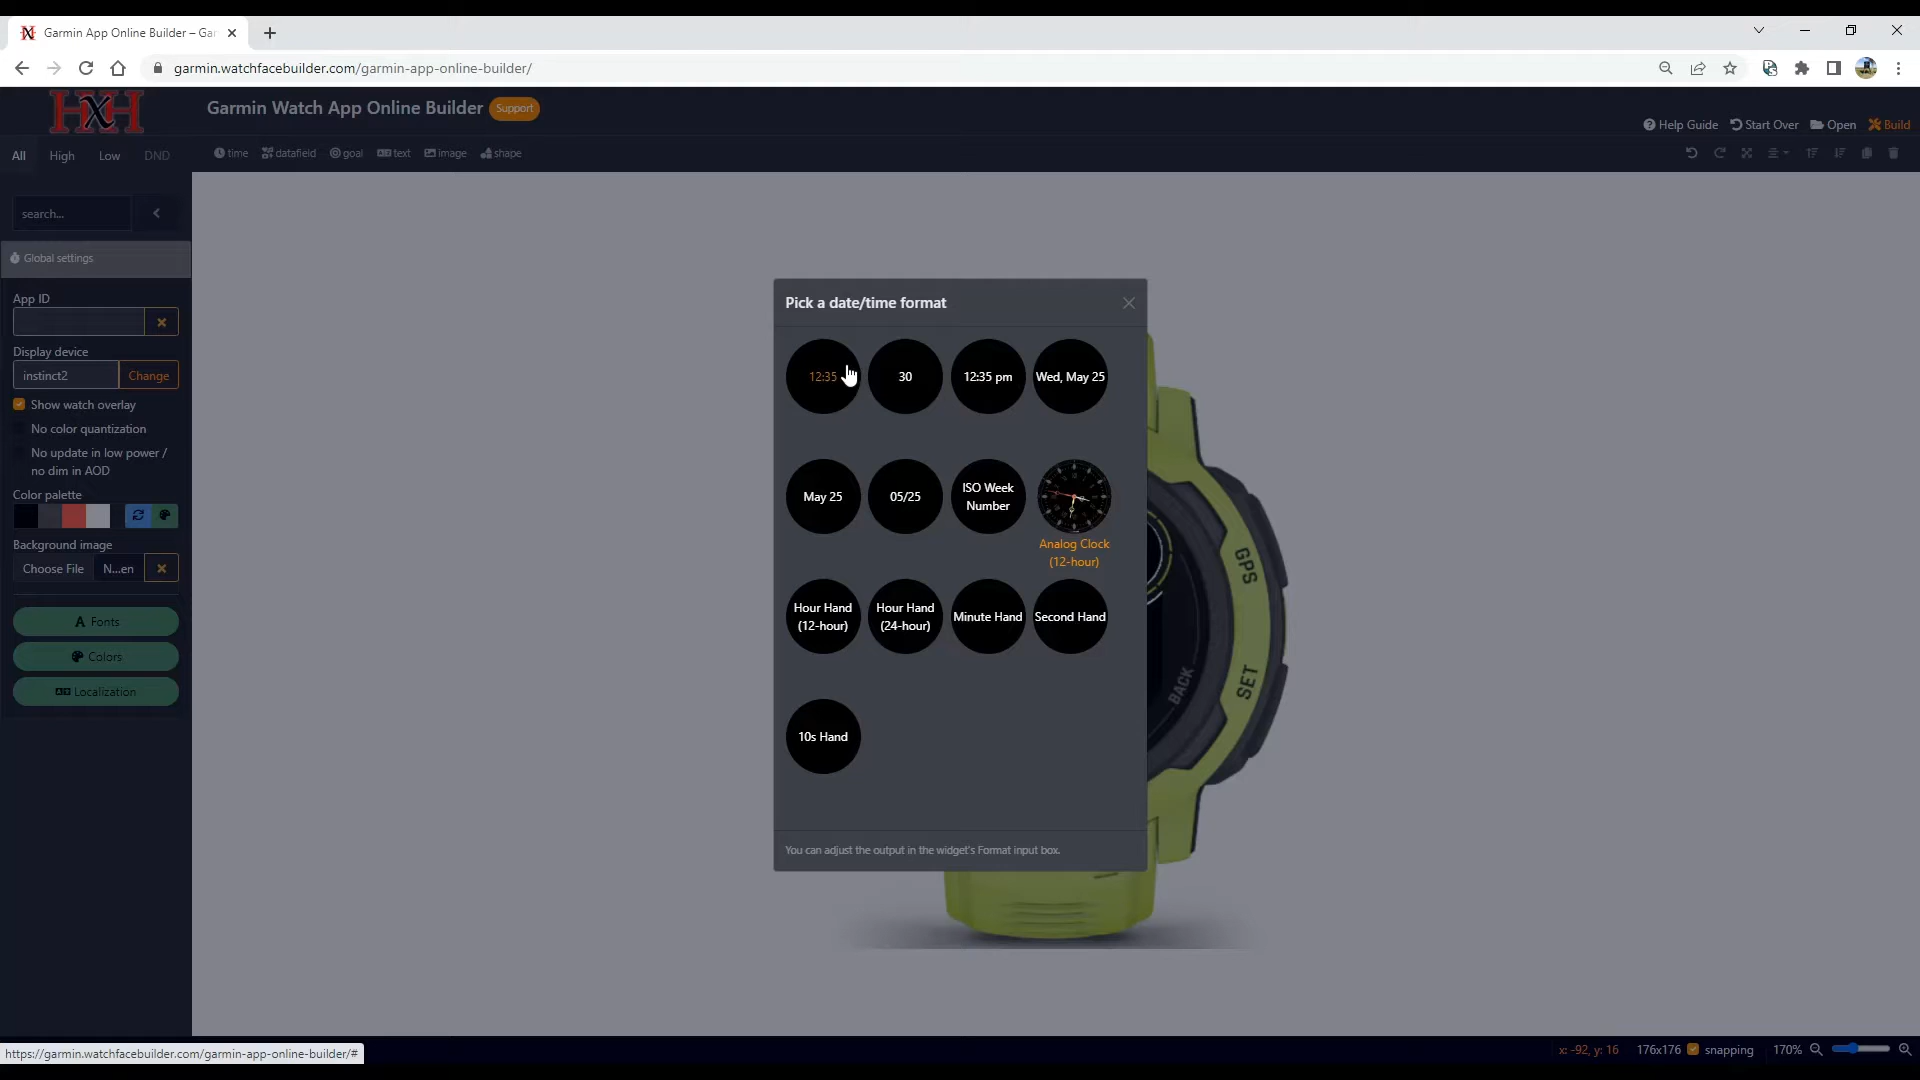 Garmin App Online Builder – Gar
garmin.watchfacebuilder.com/garmin-app-online-builder/
HXH
Garmin Watch App Online Builder
Support
Help Guide
Start Over
Open
Build
All
High
Low
DND
time
datafield
goal
text
image
shape
search...
Global settings
App ID
Display device
instinct2
Change
Show watch overlay
No color quantization
No update in low power /
no dim in AOD
Color palette
Background image
Choose File
N...en
Fonts
Colors
Localization
Pick a date/time format
12:35
30
12:35 pm
Wed, May 25
May 25
05/25
ISO Week
Number
Analog Clock
(12-hour)
Hour Hand
(12-hour)
Hour Hand
(24-hour)
Minute Hand
Second Hand
10s Hand
You can adjust the output in the widget's Format input box.
GPS
SET
BACK
https://garmin.watchfacebuilder.com/garmin-app-online-builder/#
x: -92, y: 16
176x176
snapping
170%